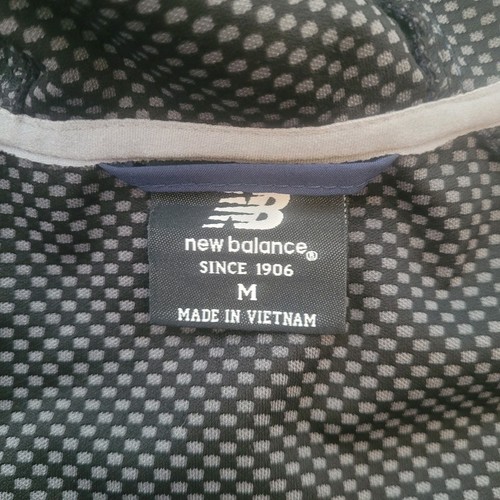 NB
new balance®
SINCE 1906
M
MADE IN VIETNAM